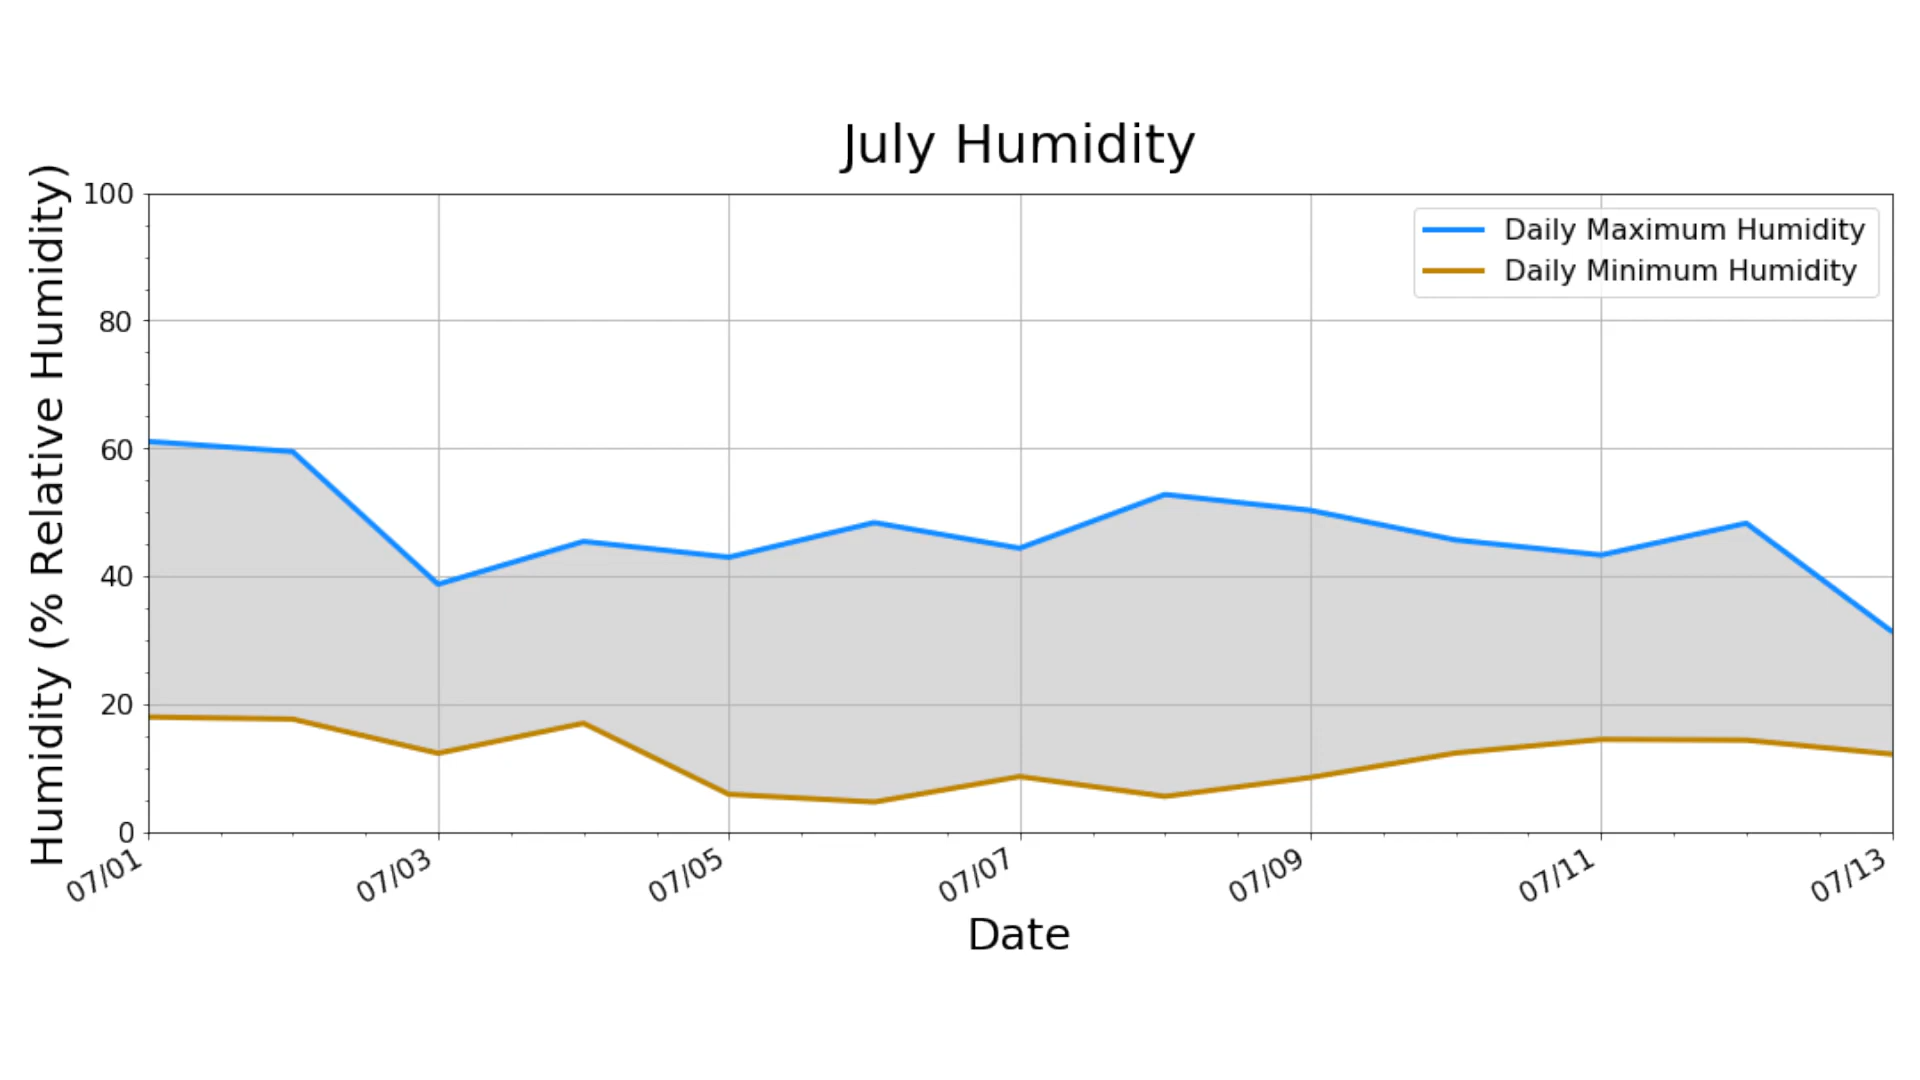 July Humidity
Humidity (% Relative Humidity)
100
80
60
40
20
0
Daily Maximum Humidity
Daily Minimum Humidity
07/01
07/03
07/05
07/07
07/09
07/11
07/13
Date